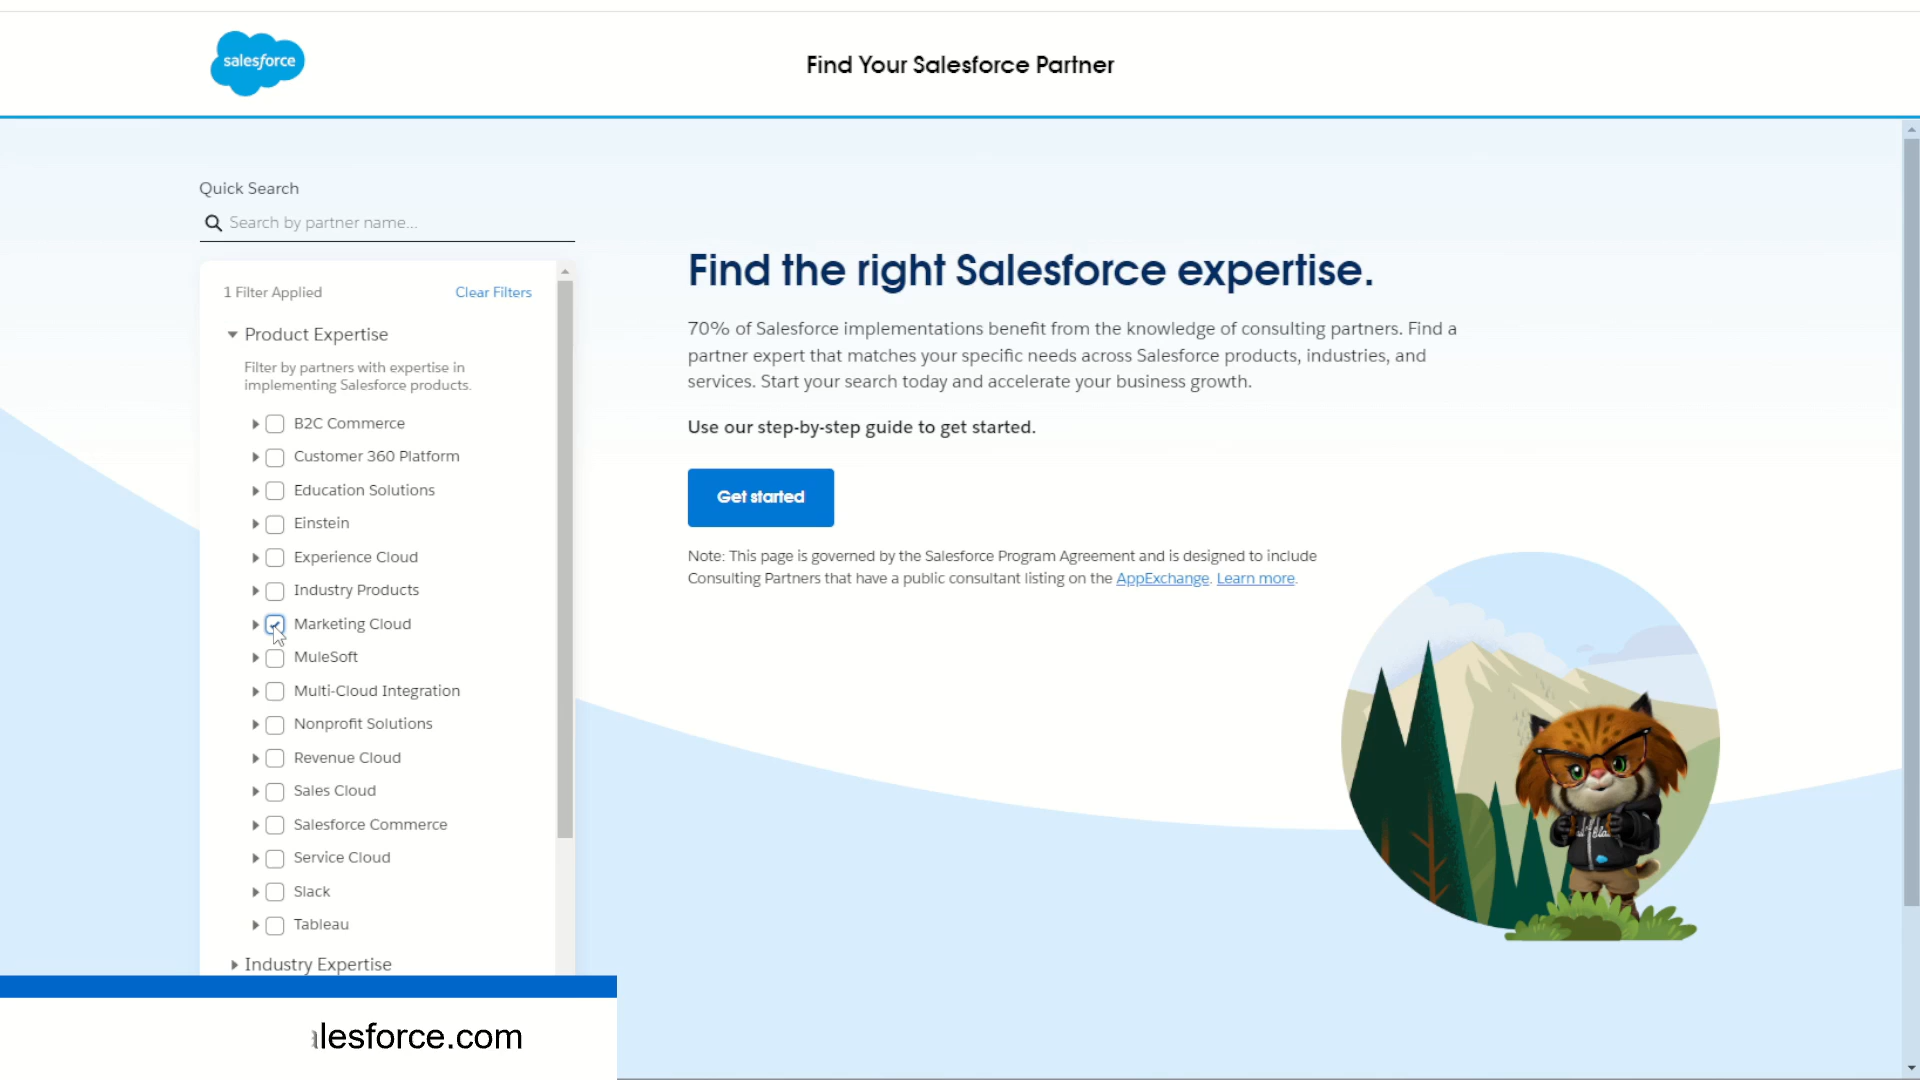 salesforce
Find Your Salesforce Partner
Quick Search
Search by partner name...
1 Filter Applied
Clear Filters
Product Expertise
Filter by partners with expertise in
implementing Salesforce products.
B2C Commerce
Customer 360 Platform
Education Solutions
Einstein
Experience Cloud
Industry Products
Marketing Cloud
MuleSoft
Multi-Cloud Integration
Nonprofit Solutions
Revenue Cloud
Sales Cloud
Salesforce Commerce
Service Cloud
Slack
Tableau
Industry Expertise
Find the right Salesforce expertise.
70% of Salesforce implementations benefit from the knowledge of consulting partners. Find a
partner expert that matches your specific needs across Salesforce products, industries, and
services. Start your search today and accelerate your business growth.
Use our step-by-step guide to get started.
Get started
Note: This page is governed by the Salesforce Program Agreement and is designed to include
Consulting Partners that have a public consultant listing on the AppExchange. Learn more.
alesforce.com